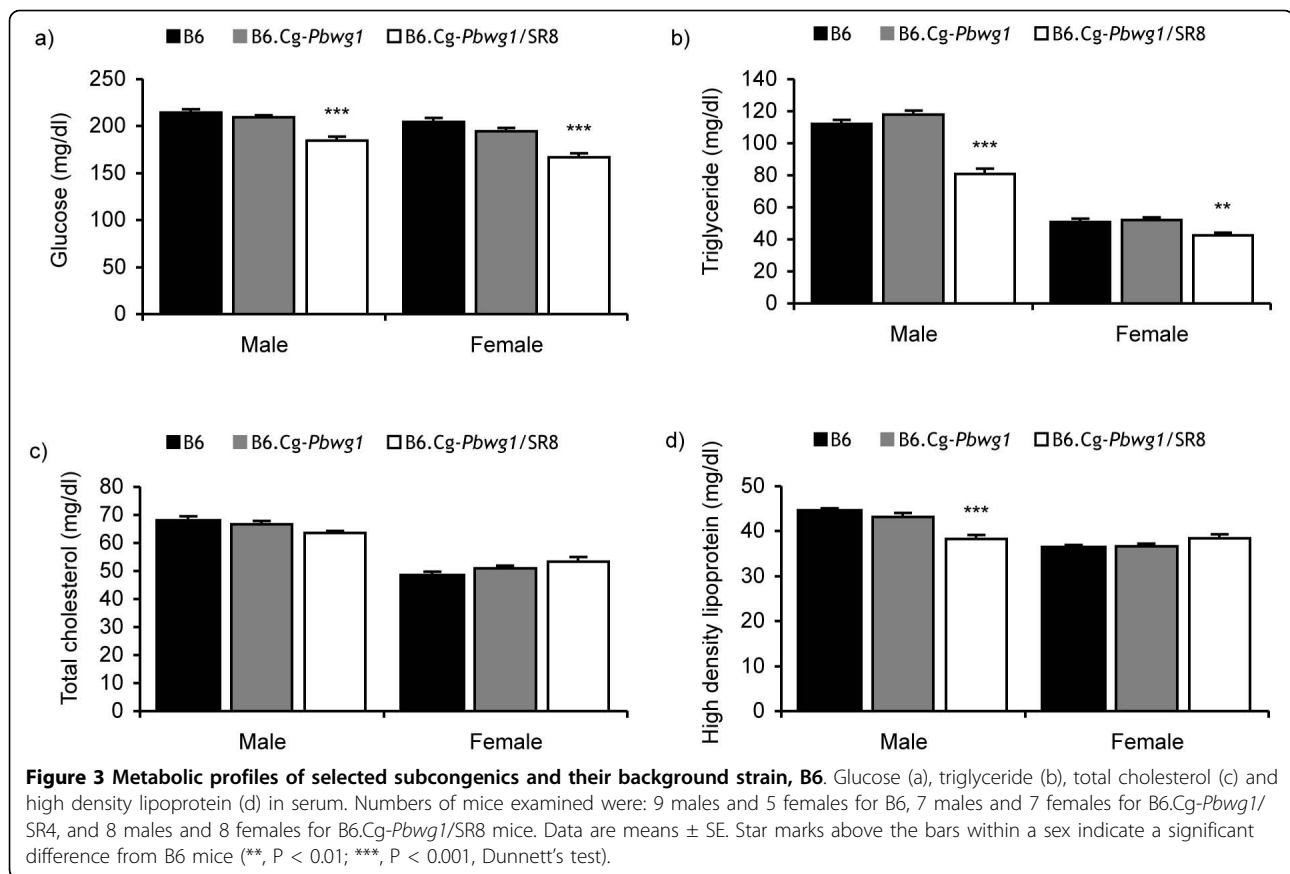 a)
B6 B6.Cg-Pbwg1 B6.Cg-Pbwg1/SR8
Glucose (mg/dl)
250
200
150
100
50
0
***
***
Male Female
b)
B6 B6.Cg-Pbwg1 B6.Cg-Pbwg1/SR8
Triglyceride (mg/dl)
140
120
100
80
60
40
20
0
***
**
Male Female
c)
B6 B6.Cg-Pbwg1 B6.Cg-Pbwg1/SR8
Total cholesterol (mg/dl)
80
70
60
50
40
30
20
10
0
Male Female
d)
B6 B6.Cg-Pbwg1 B6.Cg-Pbwg1/SR8
High density lipoprotein (mg/dl)
50
40
30
20
10
0
***
Male Female
Figure 3 Metabolic profiles of selected subcongenics and their background strain, B6. Glucose (a), triglyceride (b), total cholesterol (c) and
high density lipoprotein (d) in serum. Numbers of mice examined were: 9 males and 5 females for B6, 7 males and 7 females for B6.Cg-Pbwg1/
SR4, and 8 males and 8 females for B6.Cg-Pbwg1/SR8 mice. Data are means ± SE. Star marks above the bars within a sex indicate a significant
difference from B6 mice (**, P < 0.01; ***, P < 0.001, Dunnett's test).